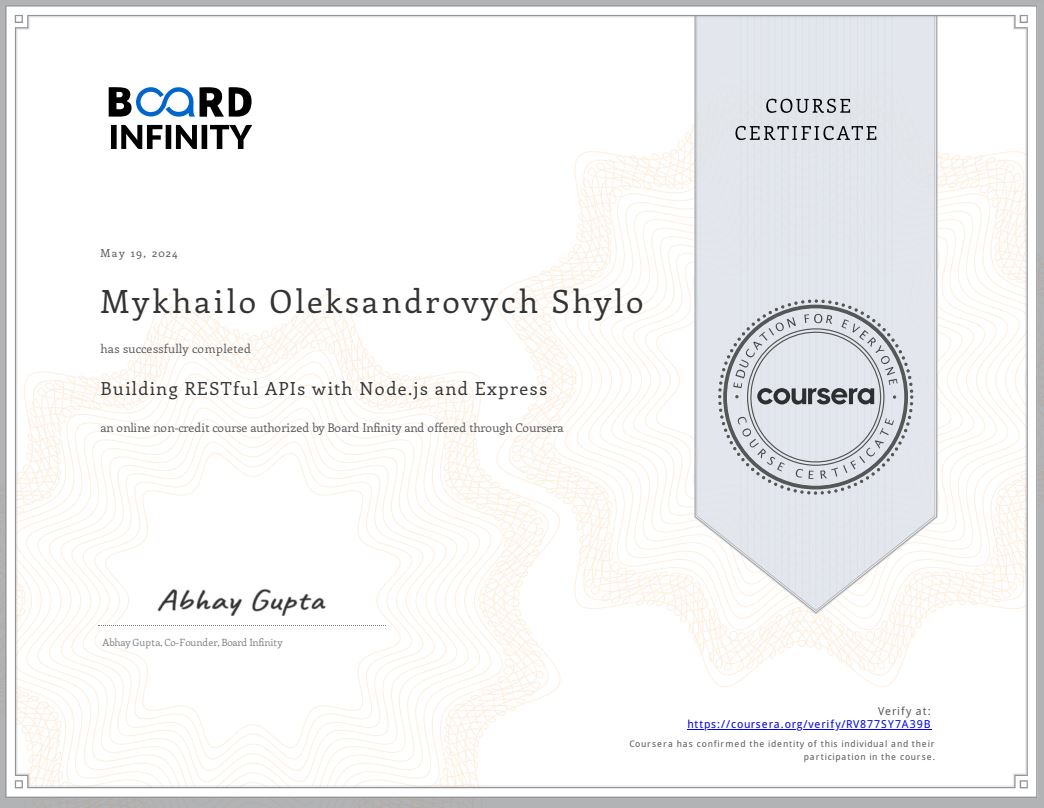 BOARD
INFINITY
COURSE
CERTIFICATE
May 19, 2024
Mykhailo Oleksandrovych Shylo
has successfully completed
Building RESTful APIs with Node.js and Express
an online non-credit course authorized by Board Infinity and offered through Coursera
EDUCATION FOR EVERYONE
coursera
COURSE CERTIFICATE
Abhay Gupta
Abhay Gupta, Co-Founder, Board Infinity
Verify at:
https://coursera.org/verify/RV877SY7A39B
Coursera has confirmed the identity of this individual and their
participation in the course.